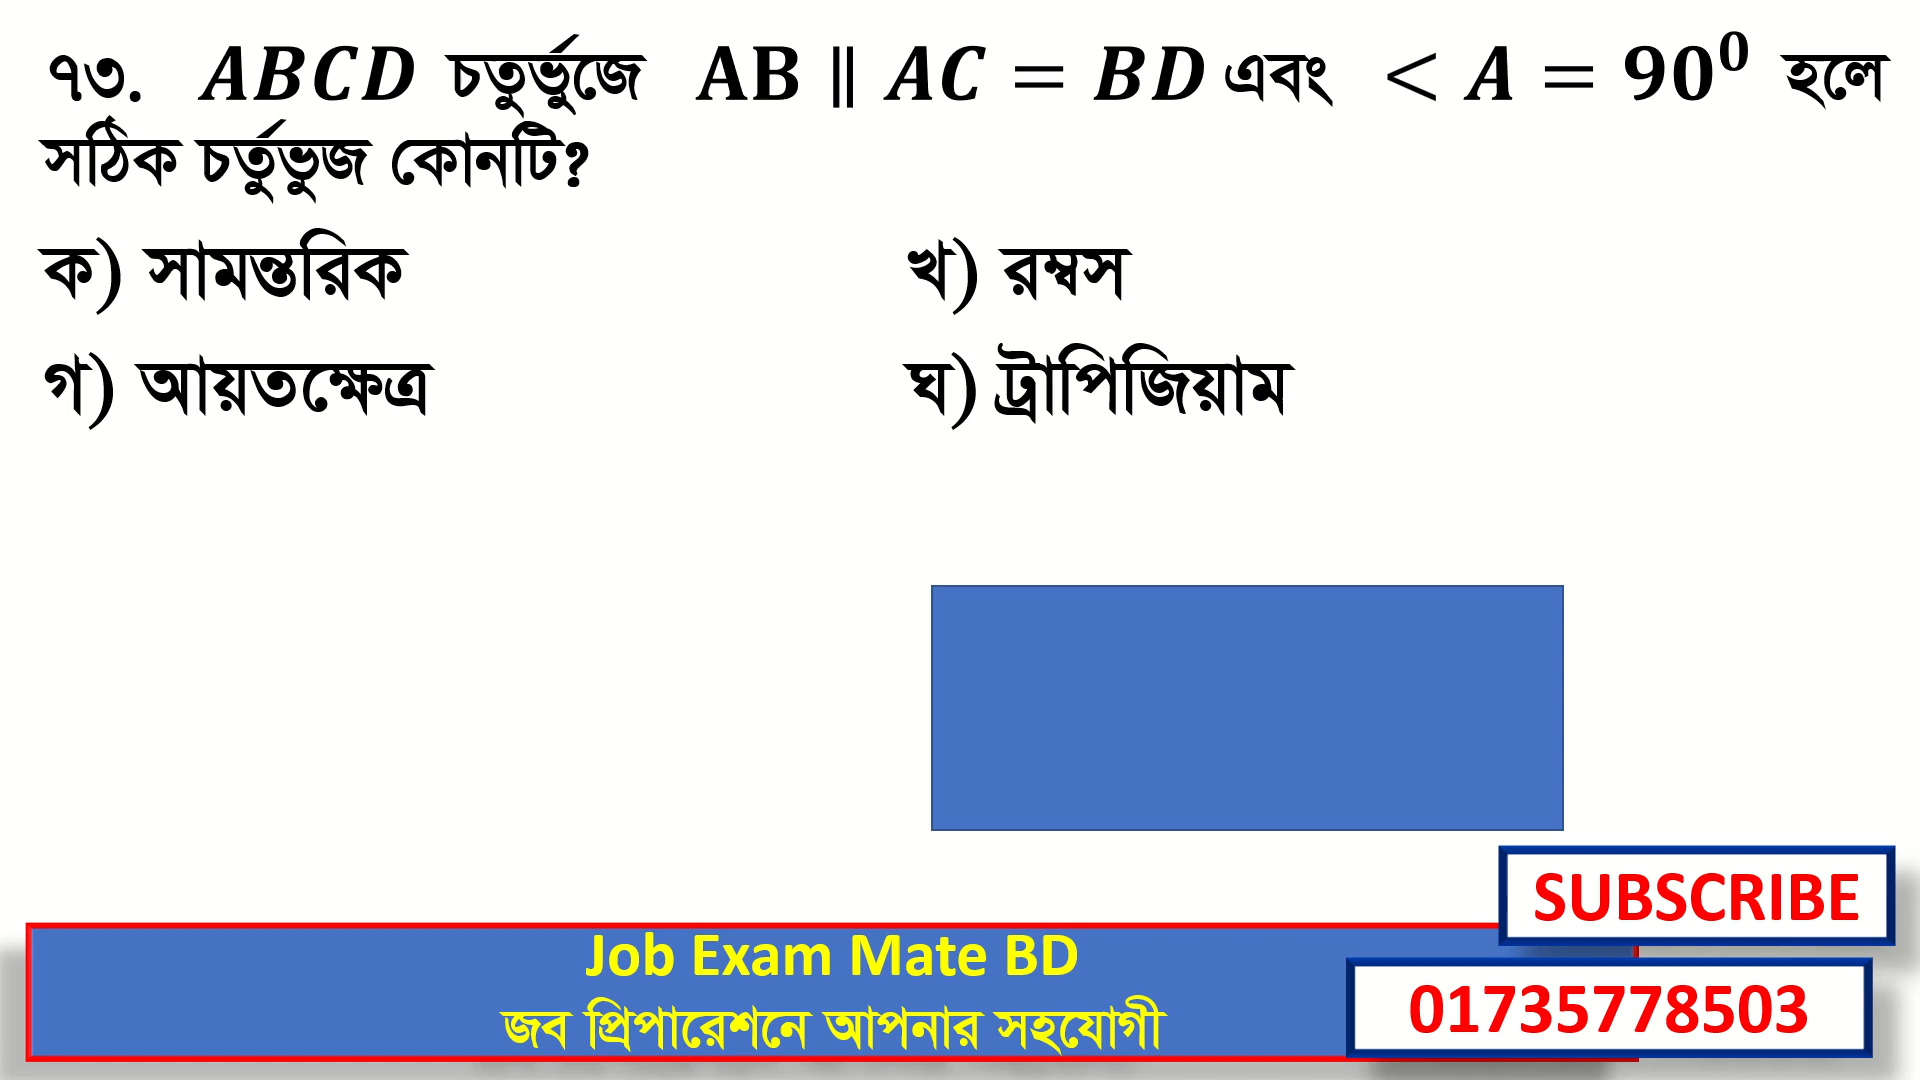 ৭৩. ABCD চতুর্ভুজে AB ∥ AC = BD এবং < A = 90⁰ হলে
সঠিক চর্তুভুজ কোনটি?
ক) সামন্তরিক খ) রম্বস
গ) আয়তক্ষেত্র ঘ) ট্রাপিজিয়াম
SUBSCRIBE
Job Exam Mate BD
জব প্রিপারেশনে আপনার সহযোগী
01735778503